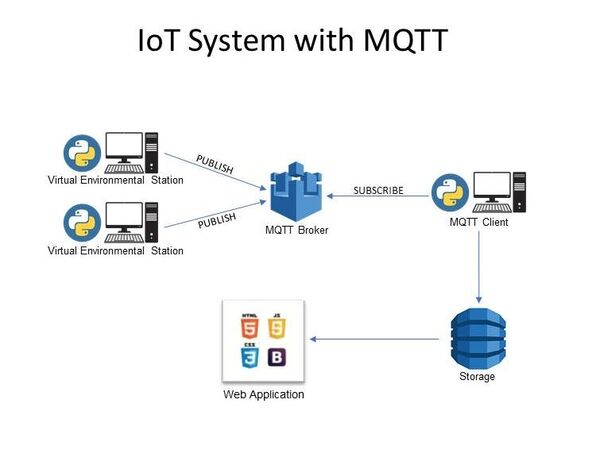 IoT System with MQTT
Virtual Environmental Station
PUBLISH
Virtual Environmental Station
PUBLISH
MQTT Broker
SUBSCRIBE
MQTT Client
HTML
5
JS
5
CSS
3
B
Web Application
Storage